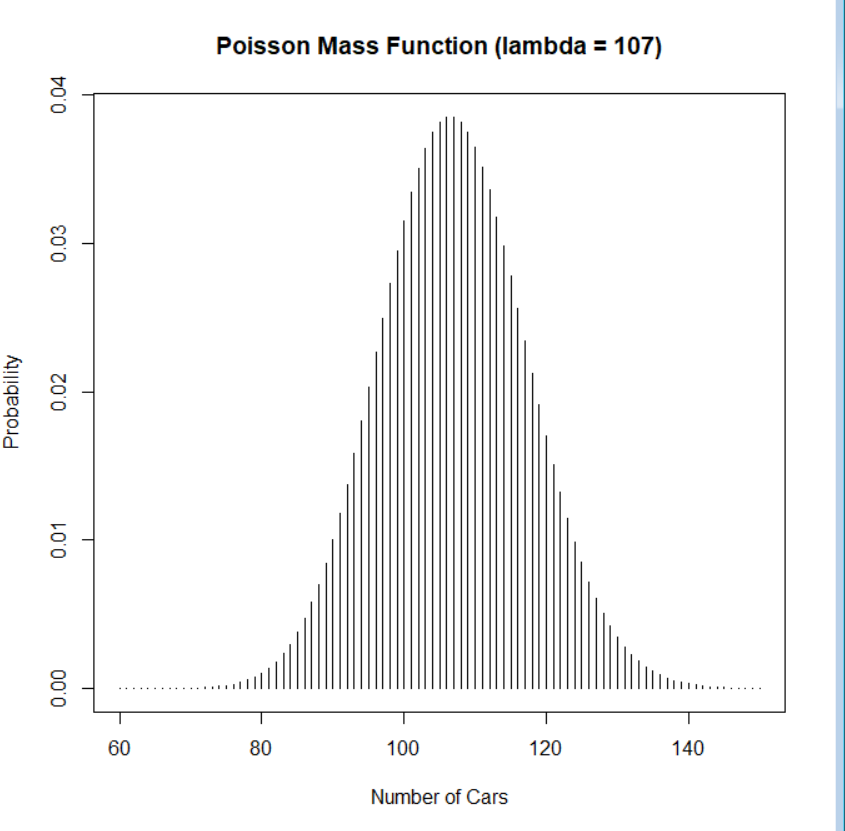 Poisson Mass Function (lambda = 107)
Probability
0.04
0.03
0.02
0.01
0.00
60 80 100 120 140
Number of Cars